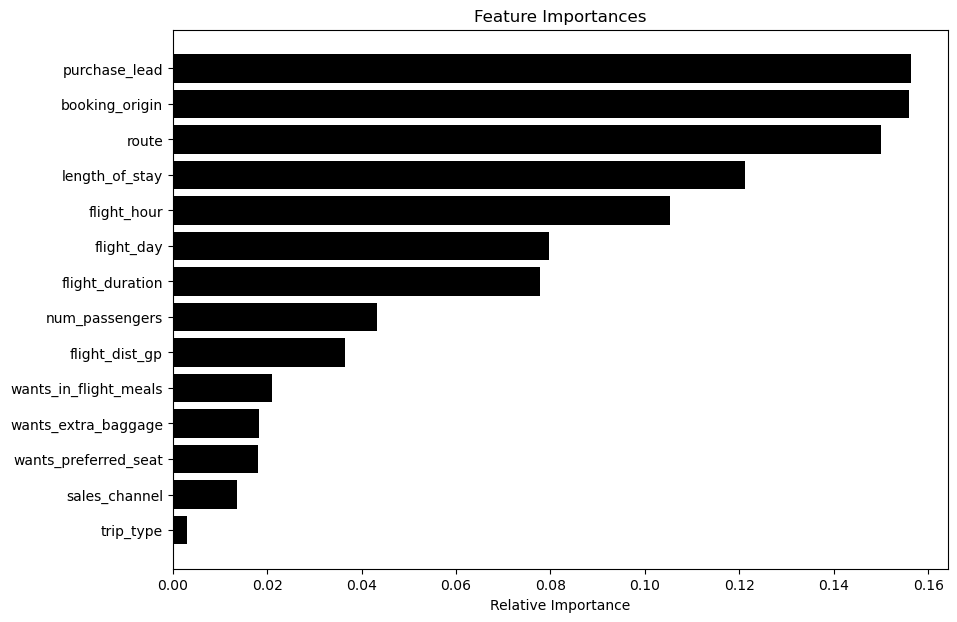 Feature Importances
purchase_lead
booking_origin
route
length_of_stay
flight_hour
flight_day
flight_duration
num_passengers
flight_dist_gp
wants_in_flight_meals
wants_extra_baggage
wants_preferred_seat
sales_channel
trip_type
0.00 0.02 0.04 0.06 0.08 0.10 0.12 0.14 0.16
Relative Importance